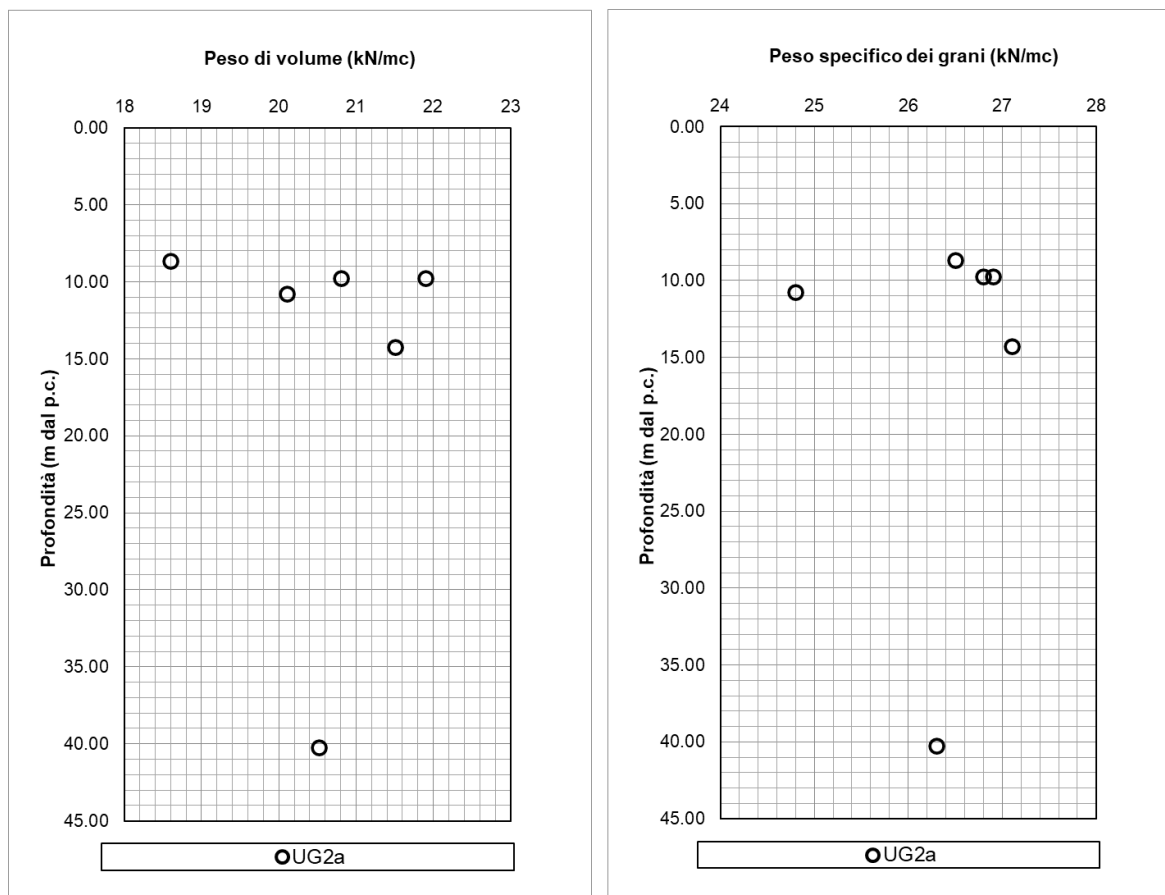 Peso di volume (kN/mc)
18 19 20 21 22 23
0.00
5.00
10.00
15.00
20.00
25.00
30.00
35.00
40.00
45.00
Profondità (m dal p.c.)
UG2a
Peso specifico dei grani (kN/mc)
24 25 26 27 28
0.00
5.00
10.00
15.00
20.00
25.00
30.00
35.00
40.00
45.00
Profondità (m dal p.c.)
UG2a